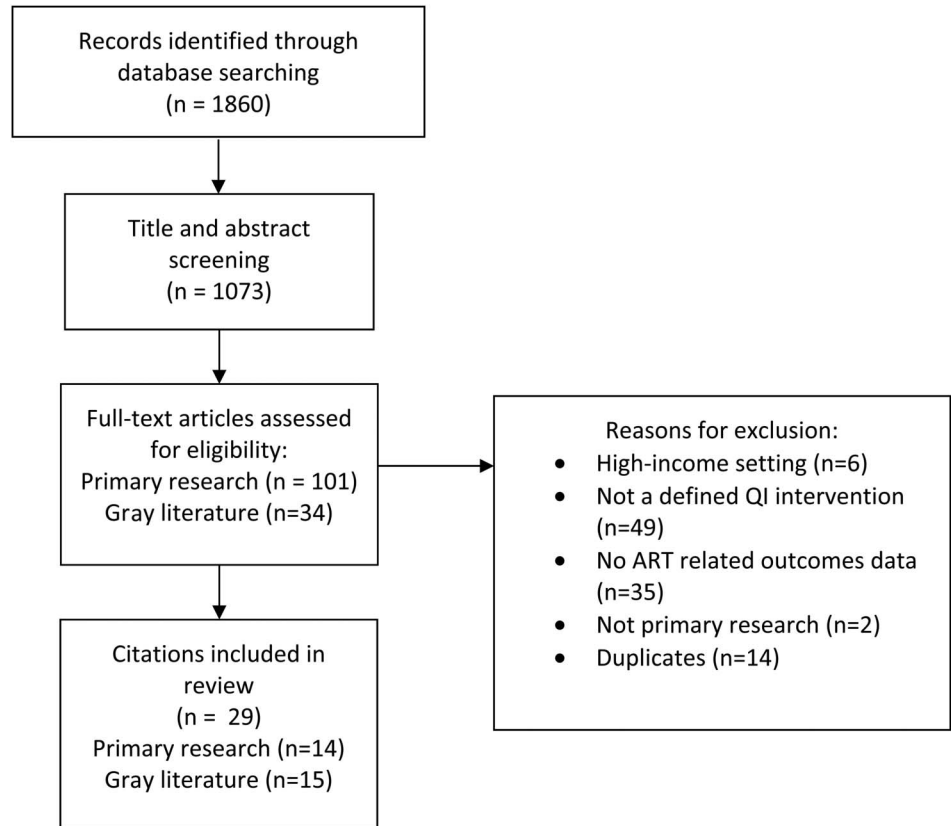 Records identified through
database searching
(n = 1860)
Title and abstract
screening
(n = 1073)
Full-text articles assessed
for eligibility:
Primary research (n = 101)
Gray literature (n=34)
Reasons for exclusion:
• High-income setting (n=6)
• Not a defined QI intervention
(n=49)
• No ART related outcomes data
(n=35)
• Not primary research (n=2)
• Duplicates (n=14)
Citations included in
review
(n = 29)
Primary research (n=14)
Gray literature (n=15)